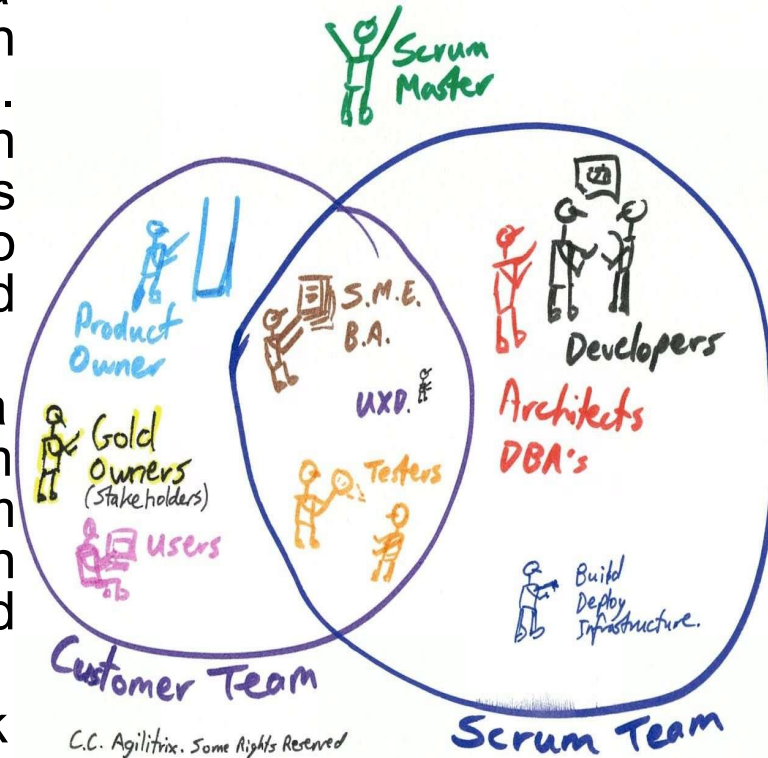 n
.
n
s
o
d
a
n
n
n
d
k
Scrum
Master
Product
Owner
Gold
Owners
(Stakeholders)
Users
S.M.E.
B.A.
UXD.
Testers
Developers
Architects
DBA's
Build
Deploy
Infrastructure.
Customer Team
Scrum Team
C.C. Agilitrix. Some Rights Reserved